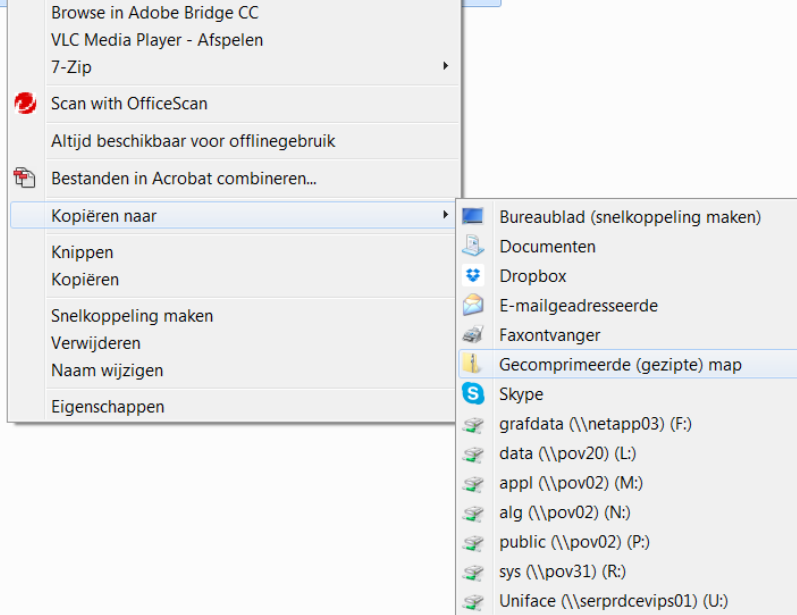 Browse in Adobe Bridge CC
VLC Media Player - Afspelen
7-Zip
Scan with OfficeScan
Altijd beschikbaar voor offlinegebruik
Bestanden in Acrobat combineren...
Kopiëren naar
Knippen
Kopiëren
Snelkoppeling maken
Verwijderen
Naam wijzigen
Eigenschappen
Bureaublad (snelkoppeling maken)
Documenten
Dropbox
E-mailgeadresseerde
Faxontvanger
Gecomprimeerde (gezipte) map
Skype
grafdata (\\netapp03) (F:)
data (\\pov20) (L:)
appl (\\pov02) (M:)
alg (\\pov02) (N:)
public (\\pov02) (P:)
sys (\\pov31) (R:)
Uniface (\\serprdcevips01) (U:)